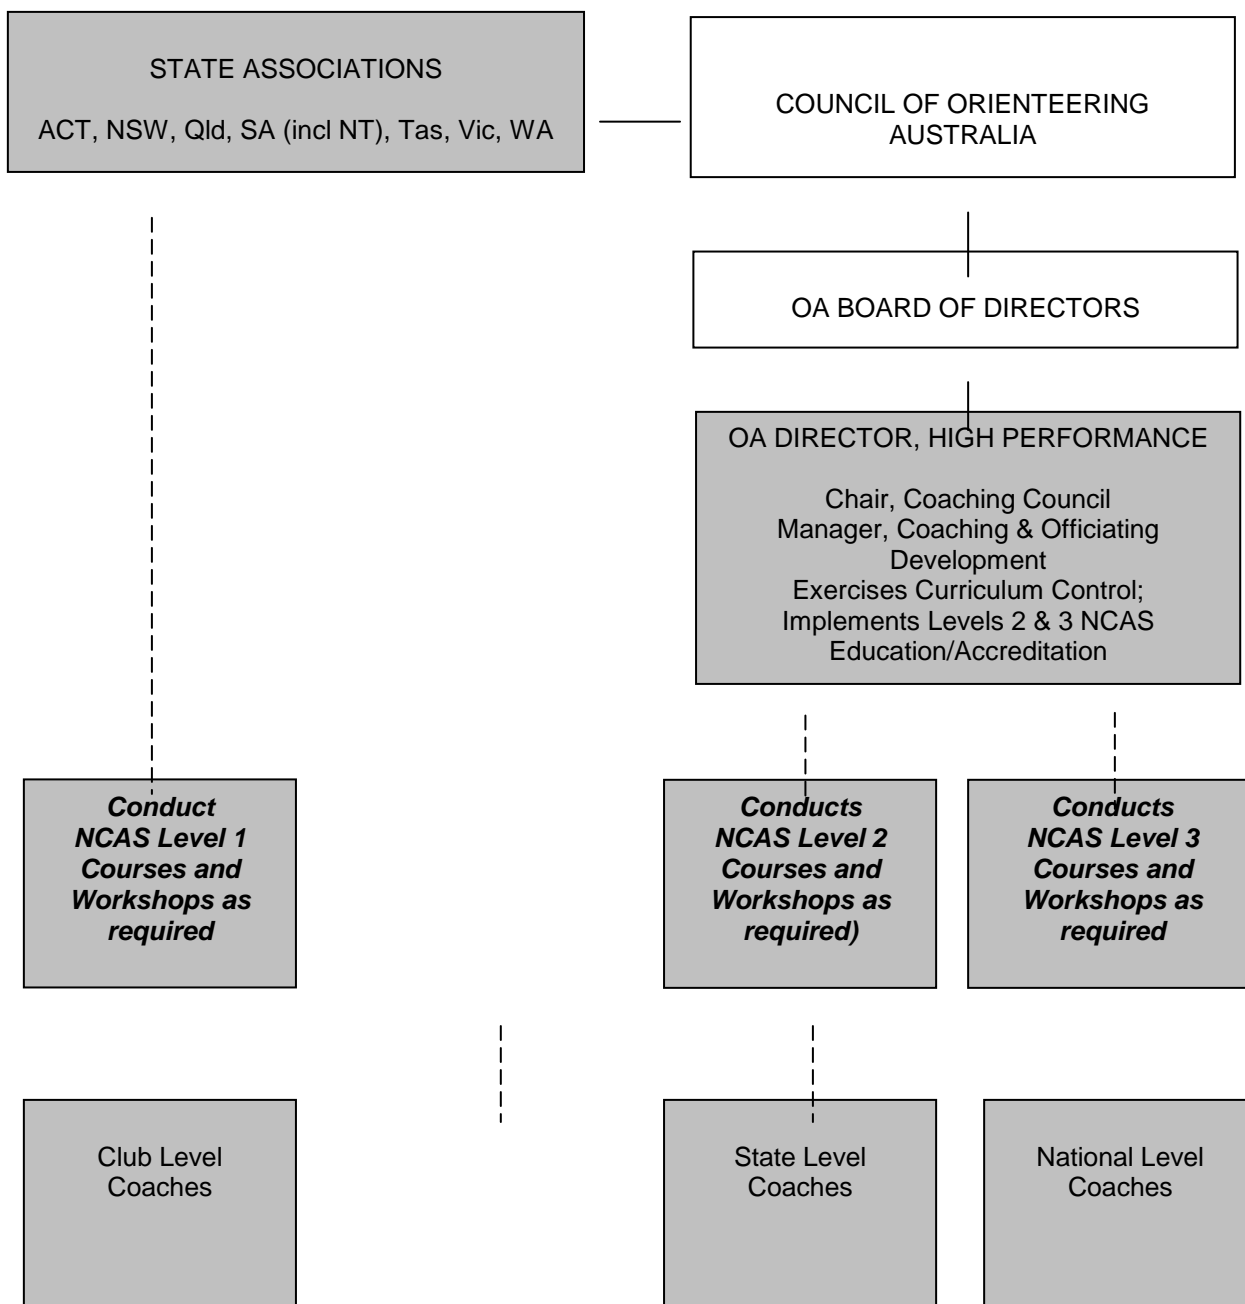 STATE ASSOCIATIONS
ACT, NSW, Qld, SA (incl NT), Tas, Vic, WA
COUNCIL OF ORIENTEERING
AUSTRALIA
OA BOARD OF DIRECTORS
OA DIRECTOR, HIGH PERFORMANCE
Chair, Coaching Council
Manager, Coaching & Officiating
Development
Exercises Curriculum Control;
Implements Levels 2 & 3 NCAS
Education/Accreditation
Conduct
NCAS Level 1
Courses and
Workshops as
required
Conducts
NCAS Level 2
Courses and
Workshops as
required)
Conducts
NCAS Level 3
Courses and
Workshops as
required
Club Level
Coaches
State Level
Coaches
National Level
Coaches